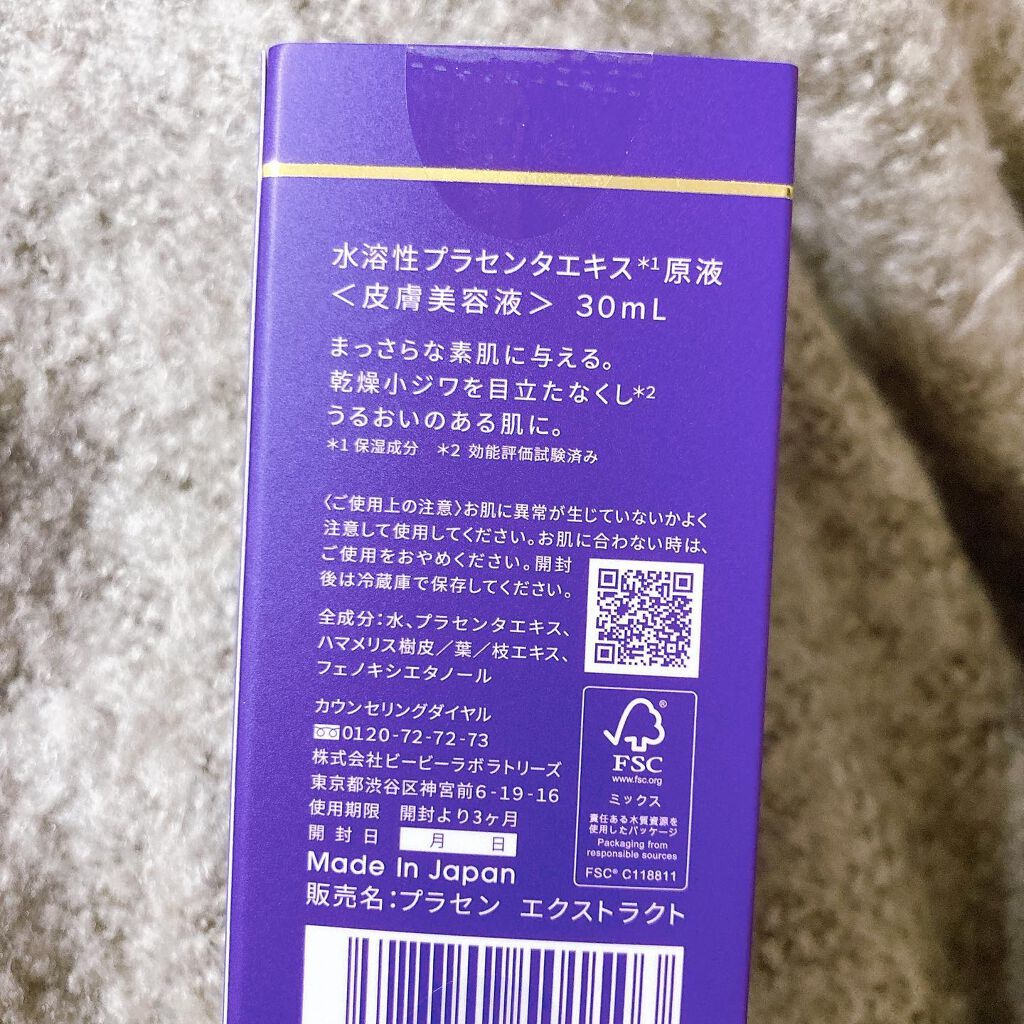 水溶性プラセンタエキス*1原液
＜皮膚美容液＞ 30mL
まっさらな素肌に与える。
乾燥小ジワを目立たなくし*2
うるおいのある肌に。
*1 保湿成分 *2 効能評価試験済み
〈ご使用上の注意〉お肌に異常が生じていないかよく
注意して使用してください。お肌に合わない時は、
ご使用をおやめください。開封
後は冷蔵庫で保存してください。
全成分：水、プラセンタエキス、
ハマメリス樹皮／葉／枝エキス、
フェノキシエタノール
カウンセリングダイヤル
0120-72-72-73
株式会社ビービーラボラトリーズ
東京都渋谷区神宮前6-19-16
使用期限 開封より3ヶ月
開封日 月 日
Made In Japan
販売名：プラセン エクストラクト
®
FSC
www.fsc.org
ミックス
責任ある木質資源を
使用したパッケージ
Packaging from
responsible sources
FSC® C118811